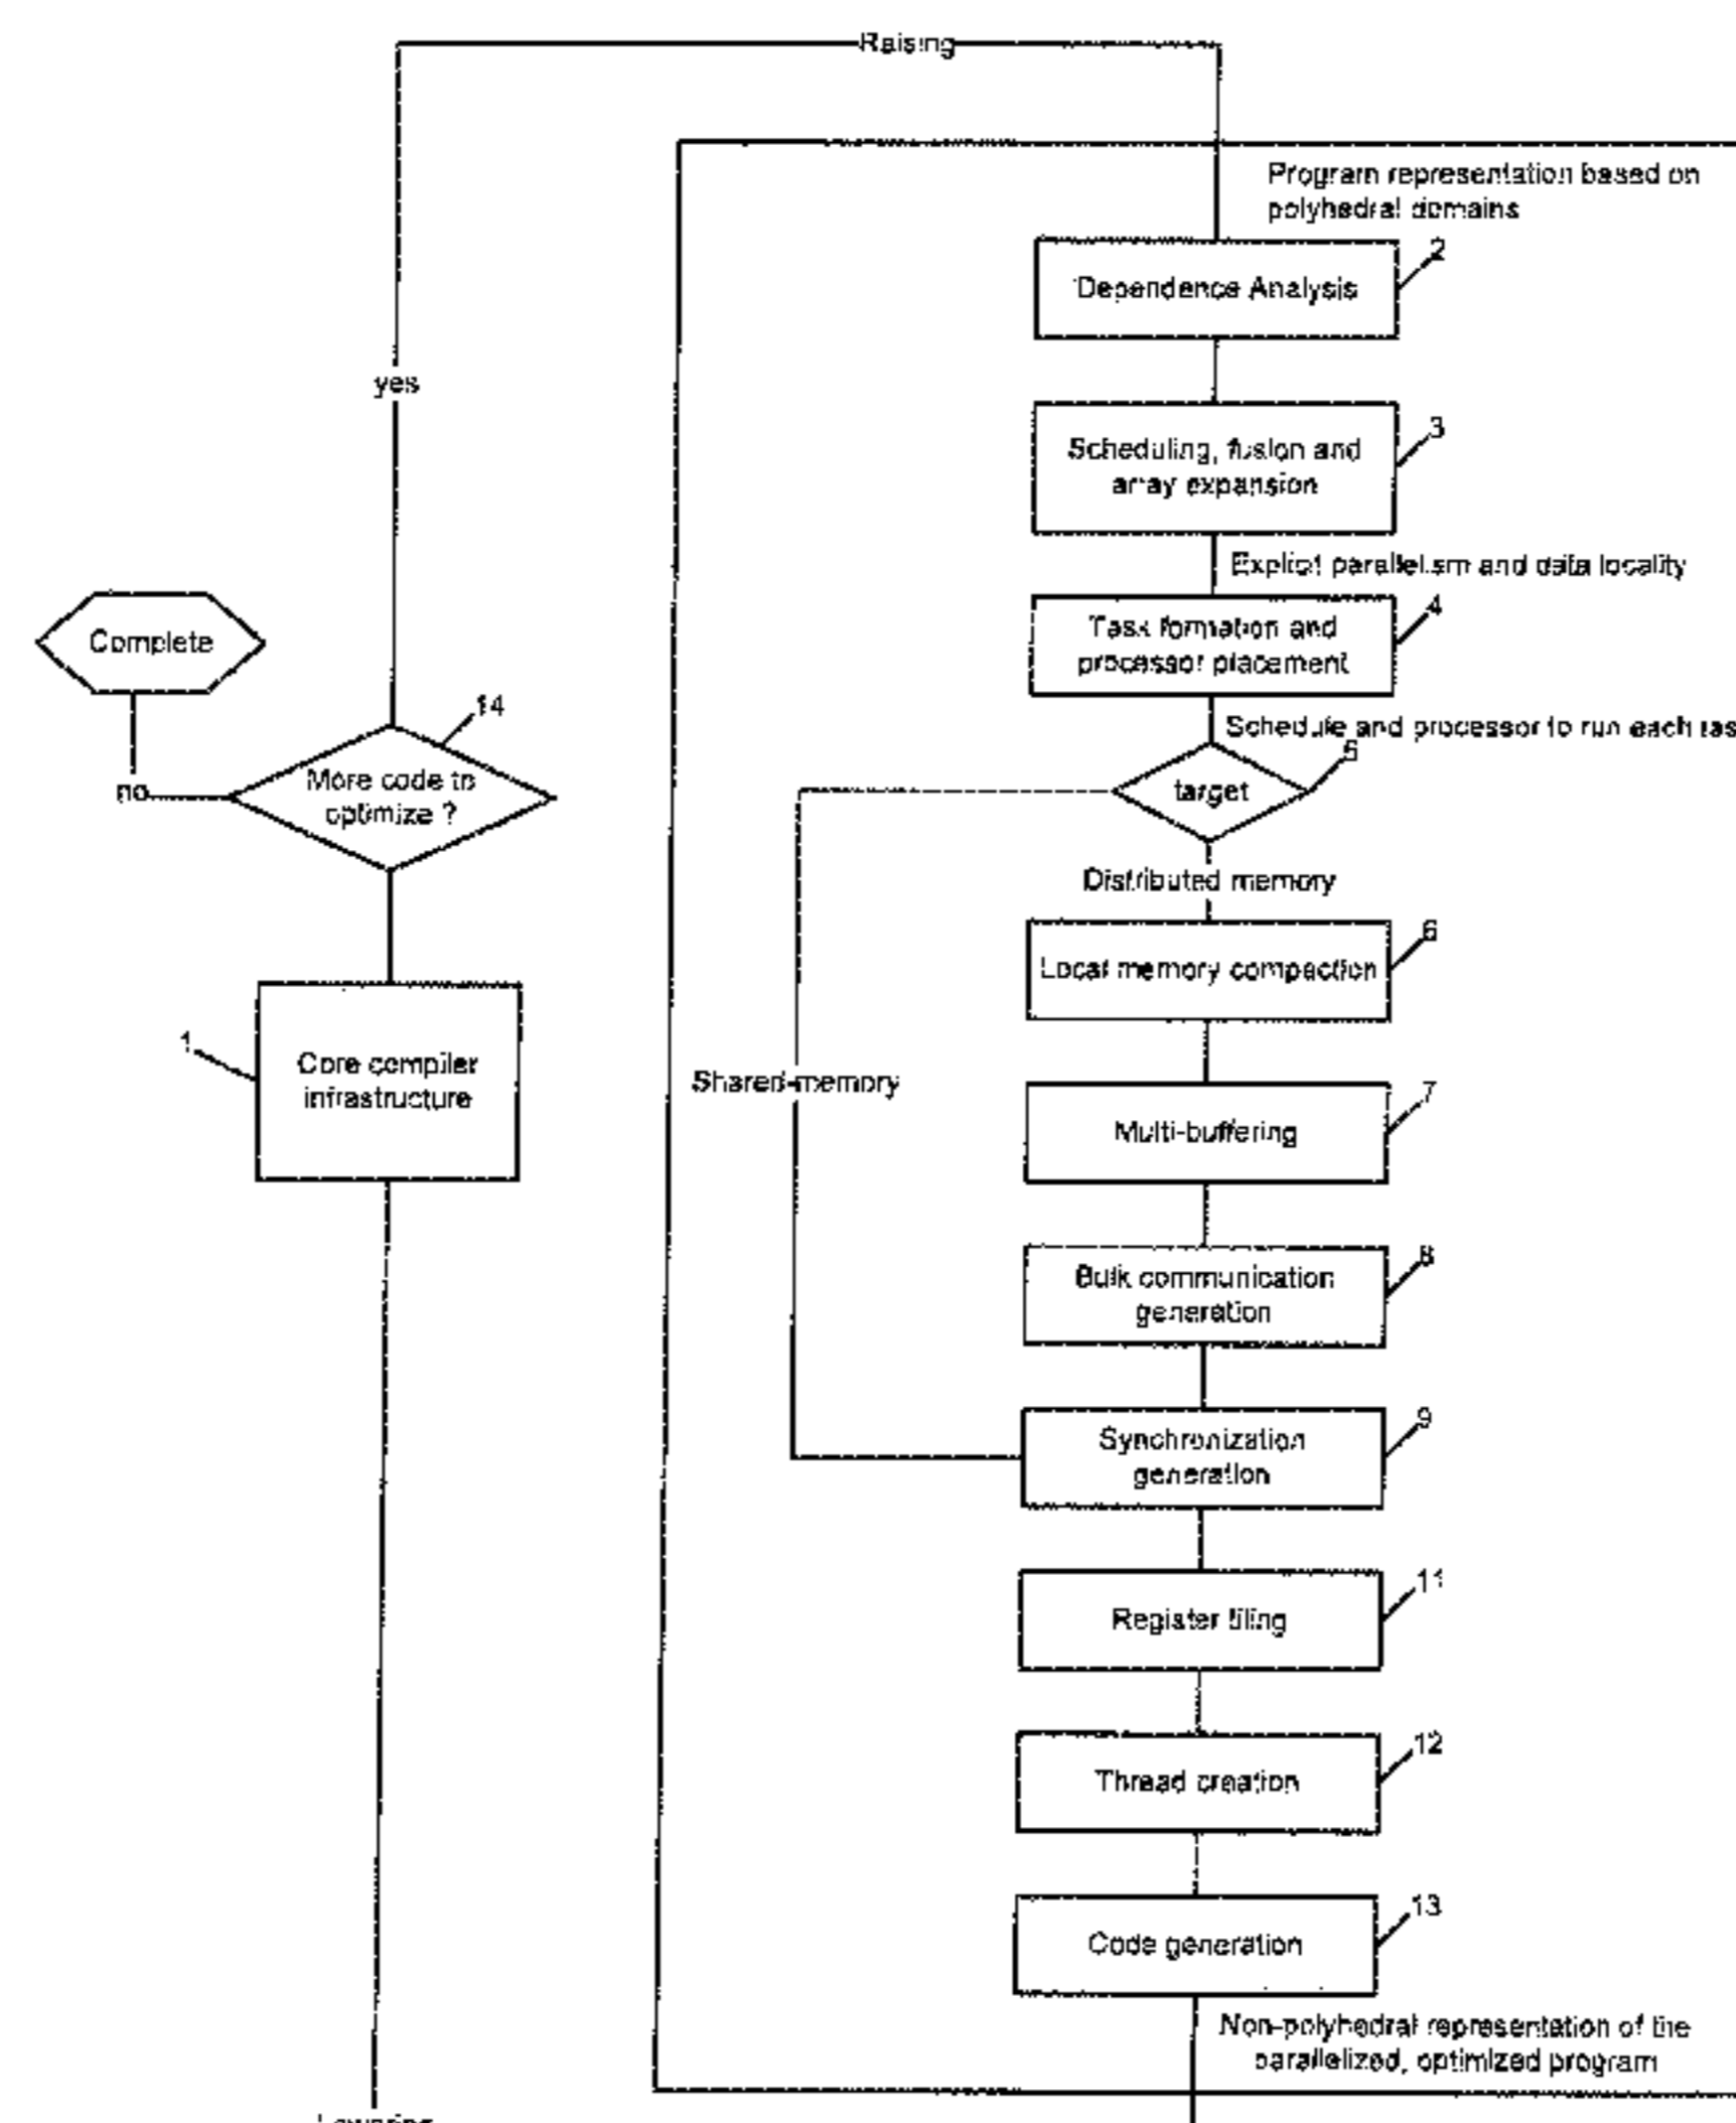 Raising
Program representation based on
polyhedral domains
2
Dependence Analysis
yes
3
Scheduling, fusion and
array expansion
Explicit parallelism and data locality
4
Task formation and
processor placement
Complete
14
Schedule and processor to run each tas
5
More code to
optimize ?
no
target
Distributed memory
6
Local memory compaction
1
Core compiler
infrastructure
Shared-memory
7
Multi-buffering
8
Bulk communication
generation
9
Synchronization
generation
11
Register tiling
12
Thread creation
13
Code generation
Non-polyhedral representation of the
parallelized, optimized program
Lowering